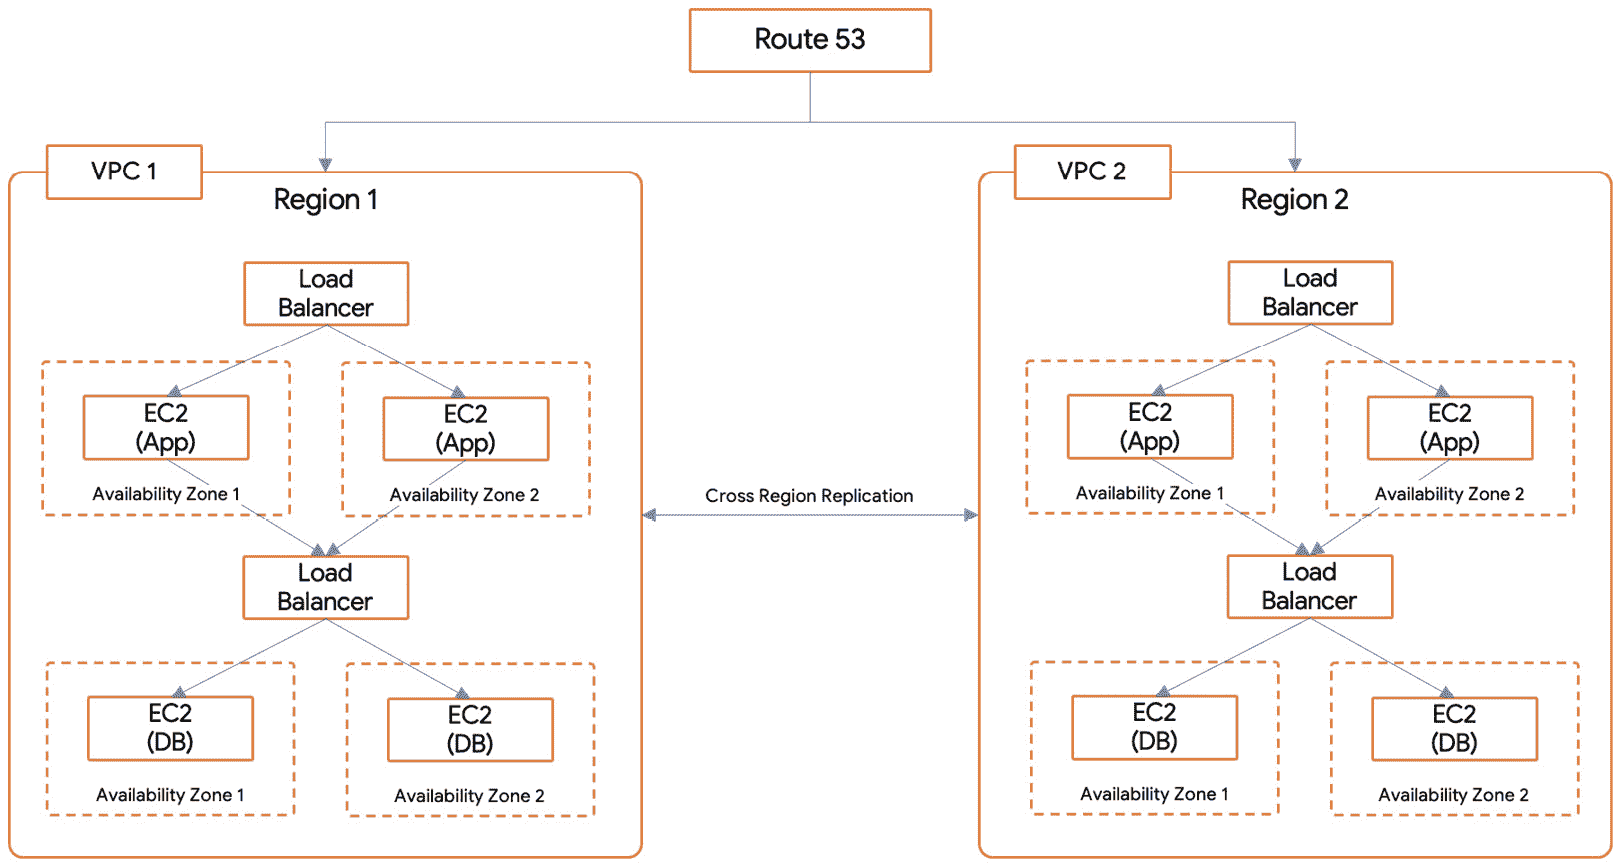 Route 53
VPC 1
Region 1
Load
Balancer
EC2
(App)
Availability Zone 1
EC2
(App)
Availability Zone 2
Load
Balancer
EC2
(DB)
Availability Zone 1
EC2
(DB)
Availability Zone 2
Cross Region Replication
VPC 2
Region 2
Load
Balancer
EC2
(App)
Availability Zone 1
EC2
(App)
Availability Zone 2
Load
Balancer
EC2
(DB)
Availability Zone 1
EC2
(DB)
Availability Zone 2